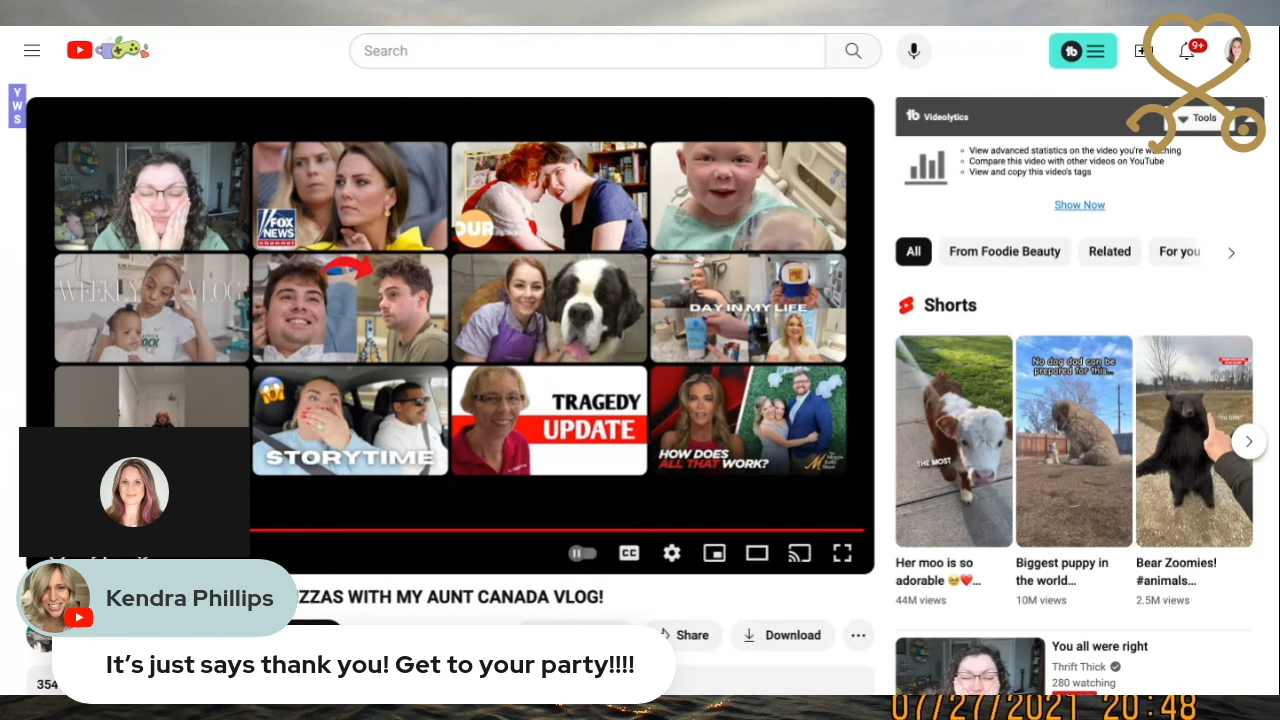 Search
9+
YWS
Videolytics
Tools
View advanced statistics on the video you're watching
Compare this video with other videos on YouTube
View and copy this video's tags
Show Now
All
From Foodie Beauty
Related
For you
FOX
NEWS
channel
OUR
WEEKLY VLOG
DAY IN MY LIFE
STORYTIME
TRAGEDY
UPDATE
HOW DOES
ALL THAT WORK?
CC
Shorts
THE MOST
No dog dad can be
prepared for this...
Her moo is so
adorable 🥹❤️...
44M views
Biggest puppy in
the world...
10M views
Bear Zoomies!
#animals...
2.5M views
ZZAS WITH MY AUNT CANADA VLOG!
Share
Download
354
You all were right
Thrift Thick
280 watching
Kendra Phillips
It's just says thank you! Get to your party!!!!
07/27/2021 20:48